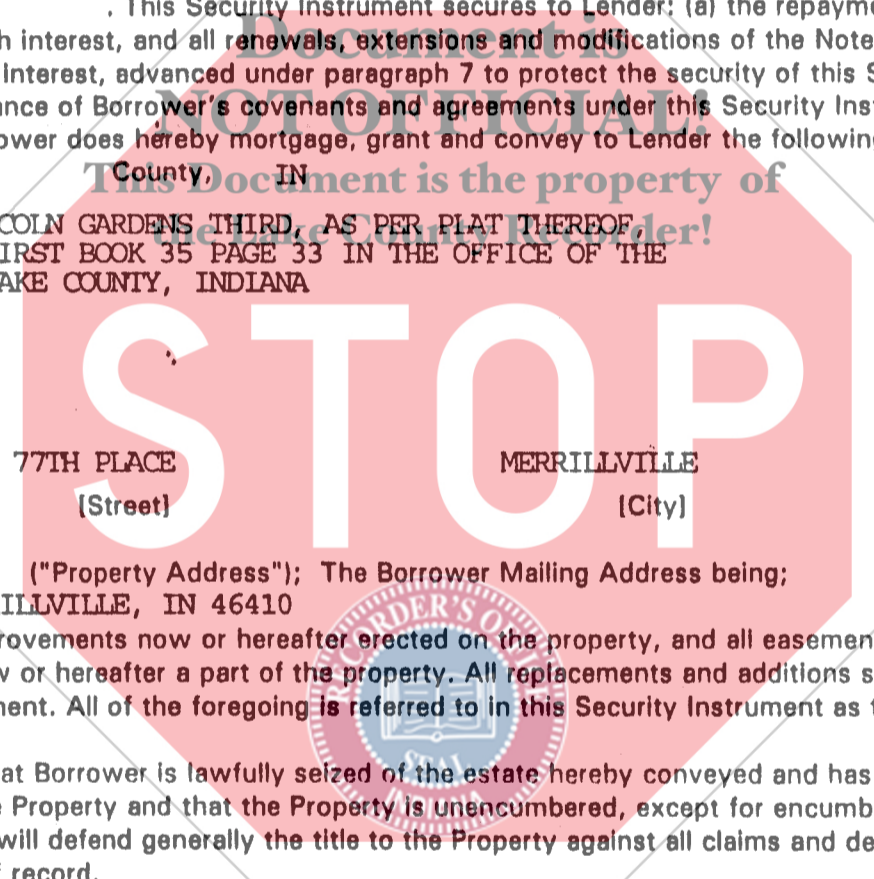 . This Security Instrument secures to Lender: (a) the repayme
h interest, and all renewals, extensions and modifications of the Note
Document is
interest, advanced under paragraph 7 to protect the security of this S
ance of Borrower's covenants and agreements under this Security Ins
NOT OFFICIAL!
ower does hereby mortgage, grant and convey to Lender the followin
County, IN
This Document is the property of
COLN GARDENS THIRD, AS PER PLAT THEREOF,
the Lake County Recorder!
IRST BOOK 35 PAGE 33 IN THE OFFICE OF THE
AKE COUNTY, INDIANA
STOP
77TH PLACE MERRILLVILLE
[Street] [City]
("Property Address"); The Borrower Mailing Address being;
ILLVILLE, IN 46410
RECORDER'S OFFICE
rovements now or hereafter erected on the property, and all easemen
w or hereafter a part of the property. All replacements and additions s
ment. All of the foregoing is referred to in this Security Instrument as t
SEAL
at Borrower is lawfully seized of the estate hereby conveyed and has
INDIANA
e Property and that the Property is unencumbered, except for encumb
will defend generally the title to the Property against all claims and de
f record.